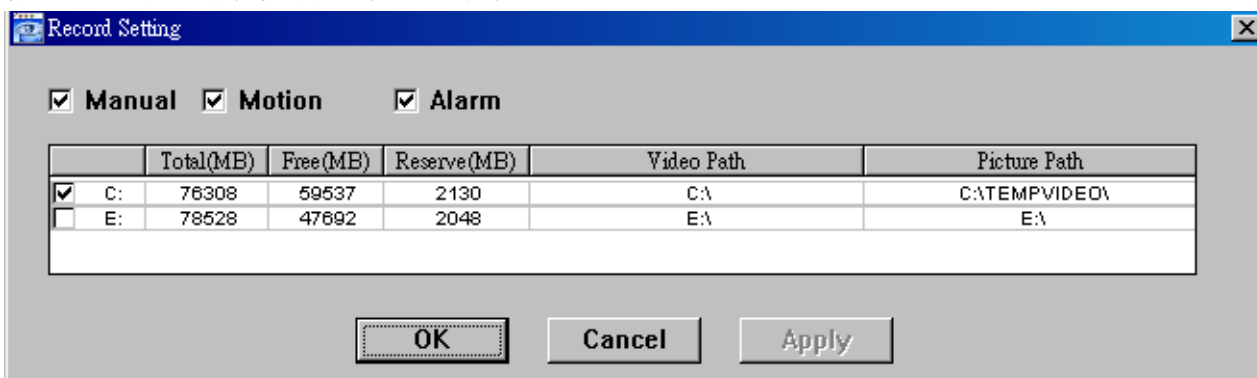 Record Setting
Manual Motion Alarm
Total(MB) Free(MB) Reserve(MB) Video Path Picture Path
C: 76308 59537 2130 C:\ C:\TEMPVIDEO\
E: 78528 47692 2048 E:\ E:\
OK Cancel Apply